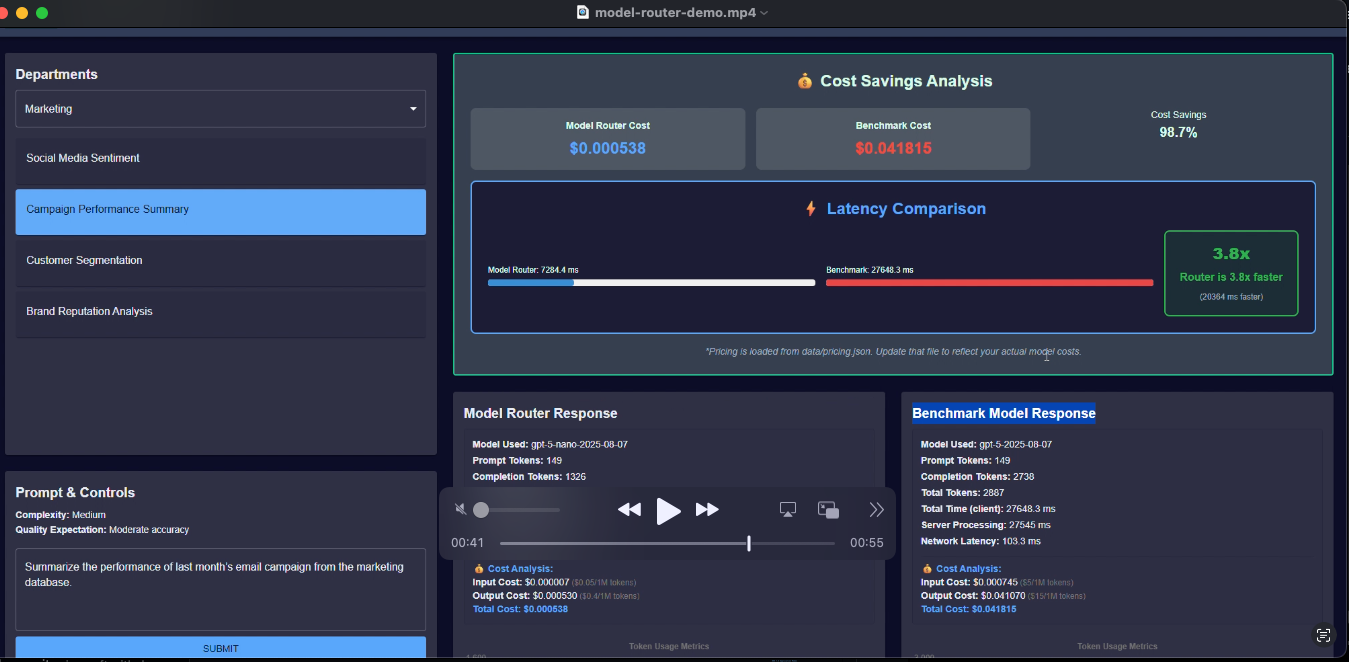 model-router-demo.mp4
Departments
Marketing
Social Media Sentiment
Campaign Performance Summary
Customer Segmentation
Brand Reputation Analysis
Prompt & Controls
Complexity: Medium
Quality Expectation: Moderate accuracy
Summarize the performance of last month's email campaign from the marketing
database.
SUBMIT
Cost Savings Analysis
Model Router Cost
$0.000538
Benchmark Cost
$0.041815
Cost Savings
98.7%
Latency Comparison
Model Router: 7284.4 ms
Benchmark: 27648.3 ms
3.8x
Router is 3.8x faster
(20364 ms faster)
*Pricing is loaded from data/pricing.json. Update that file to reflect your actual model costs.
Model Router Response
Model Used: gpt-5-nano-2025-08-07
Prompt Tokens: 149
Completion Tokens: 1326
00:41
00:55
Cost Analysis:
Input Cost: $0.000007 ($0.05/1M tokens)
Output Cost: $0.000530 ($0.4/1M tokens)
Total Cost: $0.000538
Token Usage Metrics
Benchmark Model Response
Model Used: gpt-5-2025-08-07
Prompt Tokens: 149
Completion Tokens: 2738
Total Tokens: 2887
Total Time (client): 27648.3 ms
Server Processing: 27545 ms
Network Latency: 103.3 ms
Cost Analysis:
Input Cost: $0.000745 ($5/1M tokens)
Output Cost: $0.041070 ($15/1M tokens)
Total Cost: $0.041815
Token Usage Metrics